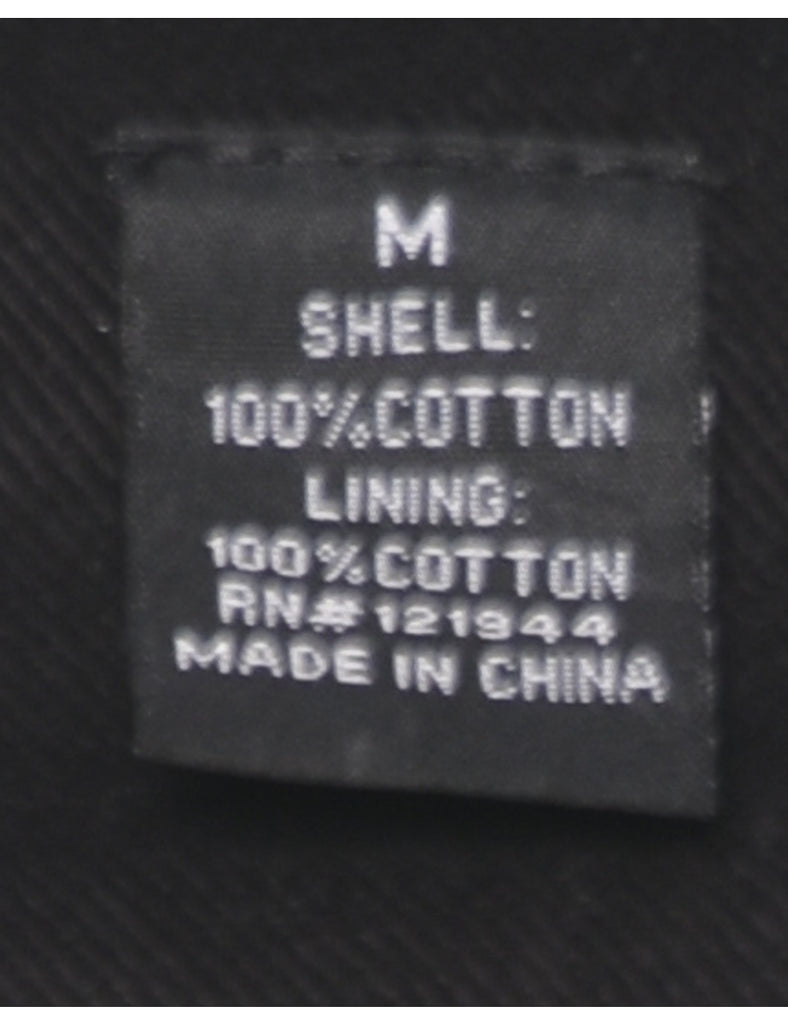 M
SHELL:
100%COTTON
LINING:
100%COTTON
RN#121944
MADE IN CHINA